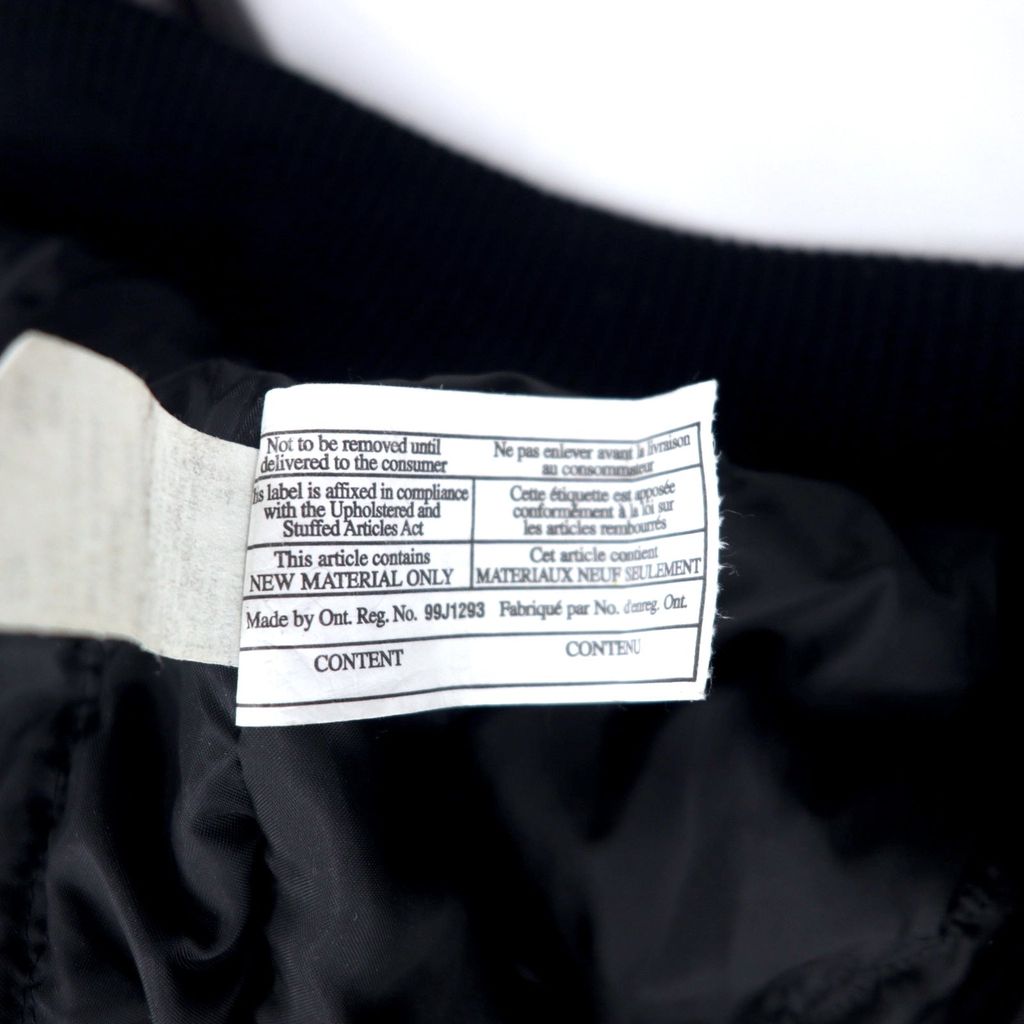 Not to be removed until
delivered to the consumer
Ne pas enlever avant la livraison
au consommateur
is label is affixed in compliance
with the Upholstered and
Stuffed Articles Act
Cette étiquette est apposée
conformément à la loi sur
les articles rembourrés
This article contains
NEW MATERIAL ONLY
Cet article contient
MATERIAUX NEUF SEULEMENT
Made by Ont. Reg. No. 99J1293 Fabriqué par No. d'enreg. Ont.
CONTENT
CONTENU